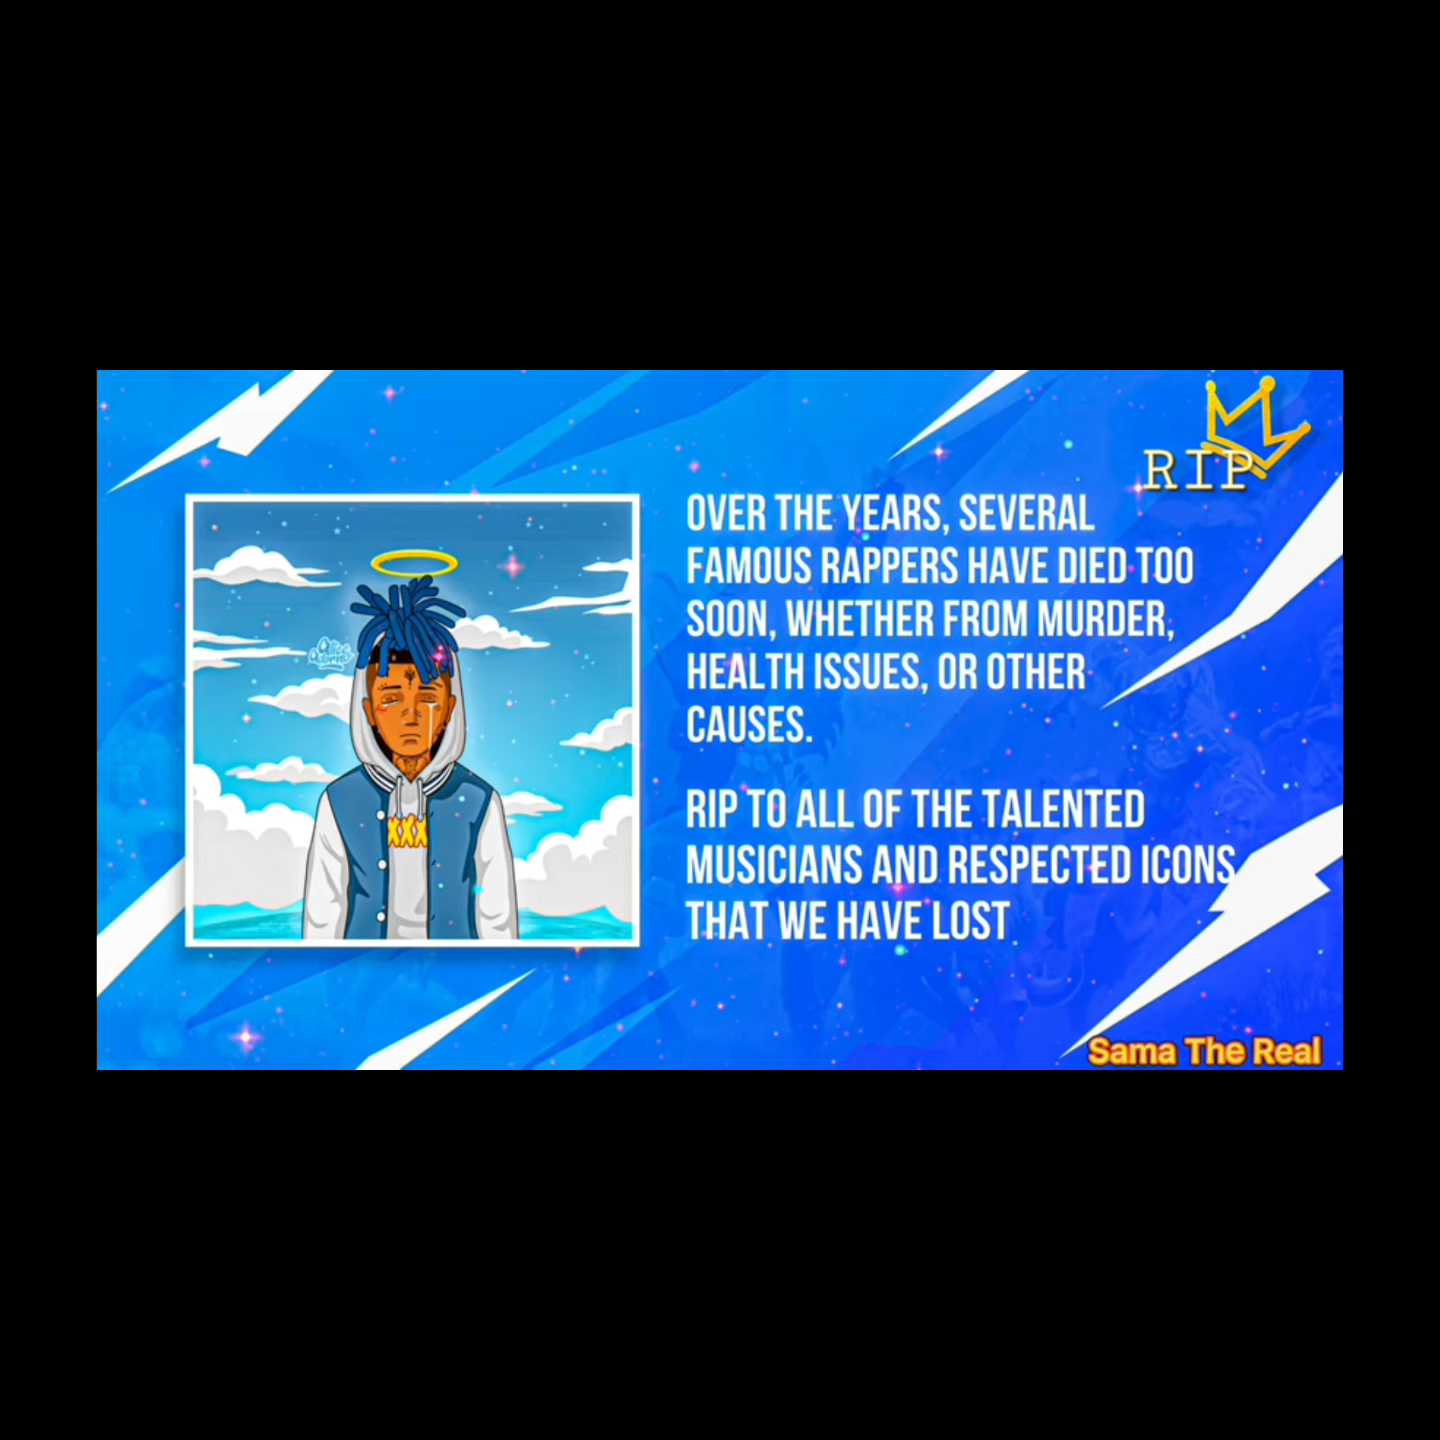 RIP
OVER THE YEARS, SEVERAL
FAMOUS RAPPERS HAVE DIED TOO
SOON, WHETHER FROM MURDER,
HEALTH ISSUES, OR OTHER
CAUSES.
RIP TO ALL OF THE TALENTED
MUSICIANS AND RESPECTED ICONS
THAT WE HAVE LOST
XXX
Sama The Real